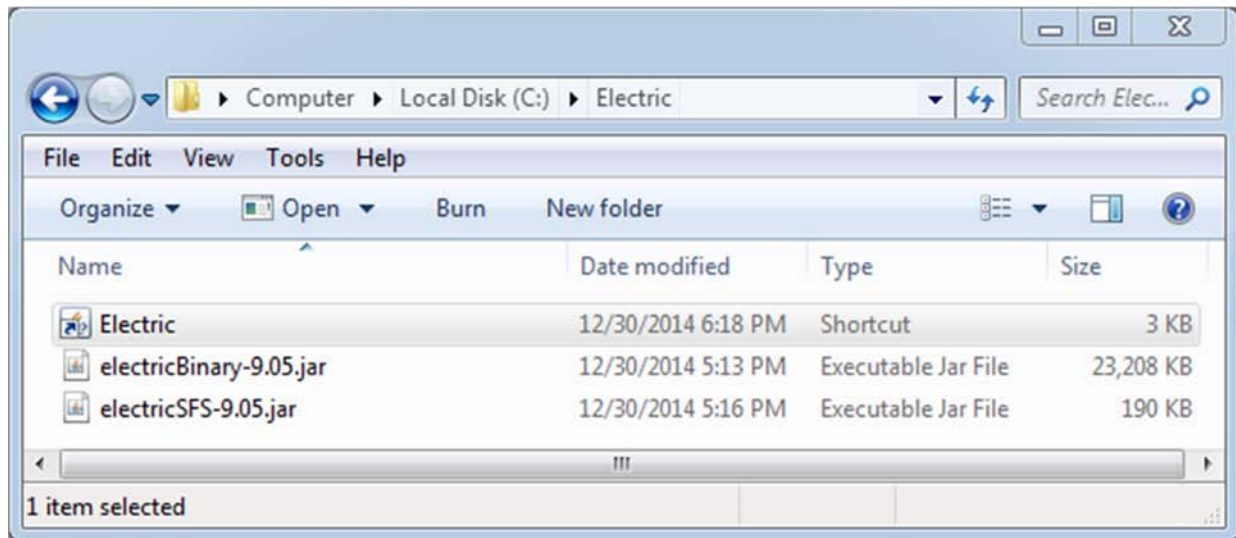 Computer Local Disk (C:) Electric Search Elec...
File Edit View Tools Help
Organize Open Burn New folder
Name Date modified Type Size
Electric 12/30/2014 6:18 PM Shortcut 3 KB
electricBinary-9.05.jar 12/30/2014 5:13 PM Executable Jar File 23,208 KB
electricSFS-9.05.jar 12/30/2014 5:16 PM Executable Jar File 190 KB
1 item selected